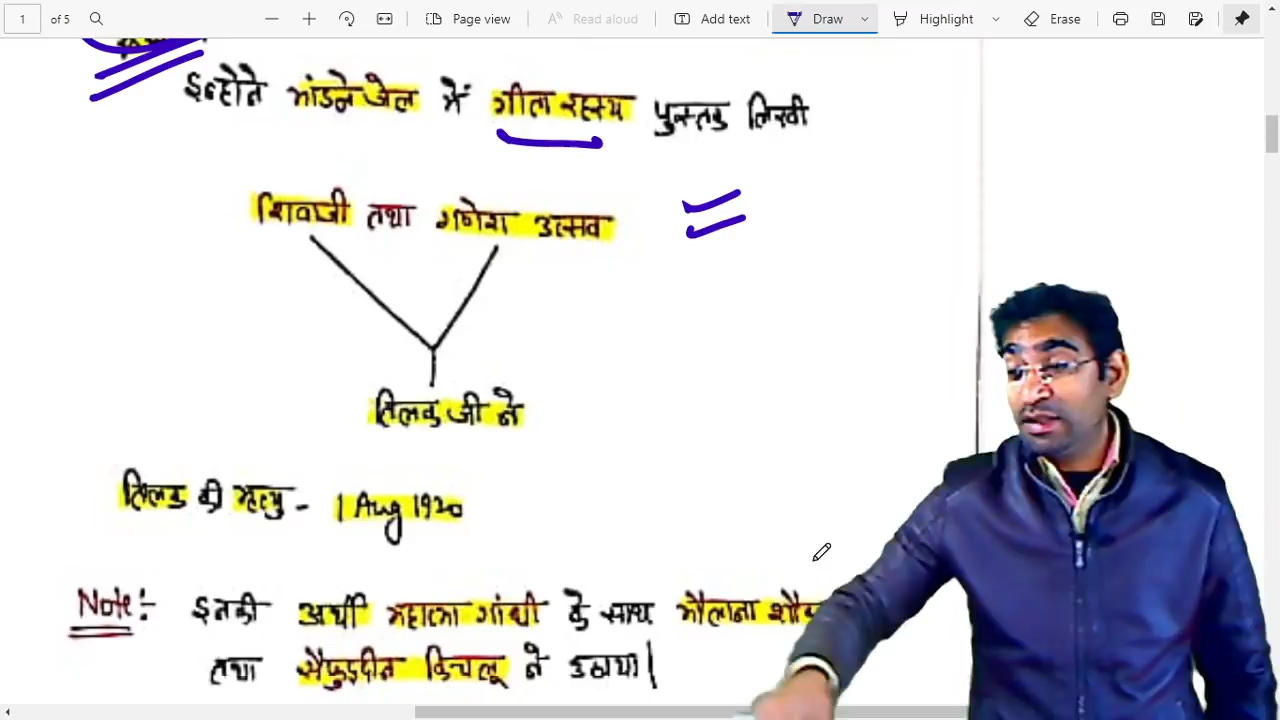 1 of 5 Page view Read aloud Add text Draw Highlight Erase
इन्होने मांडले जेल में गीता रहस्य पुस्तक लिखी
शिवाजी तथा गणेश उत्सव
तिलक जी ने
तिलक की मृत्यु - 1 Aug 1920
Note:- इनकी अर्थी महात्मा गांधी के साथ मौलाना
तथा सैफुद्दीन किचलू ने उठाया|